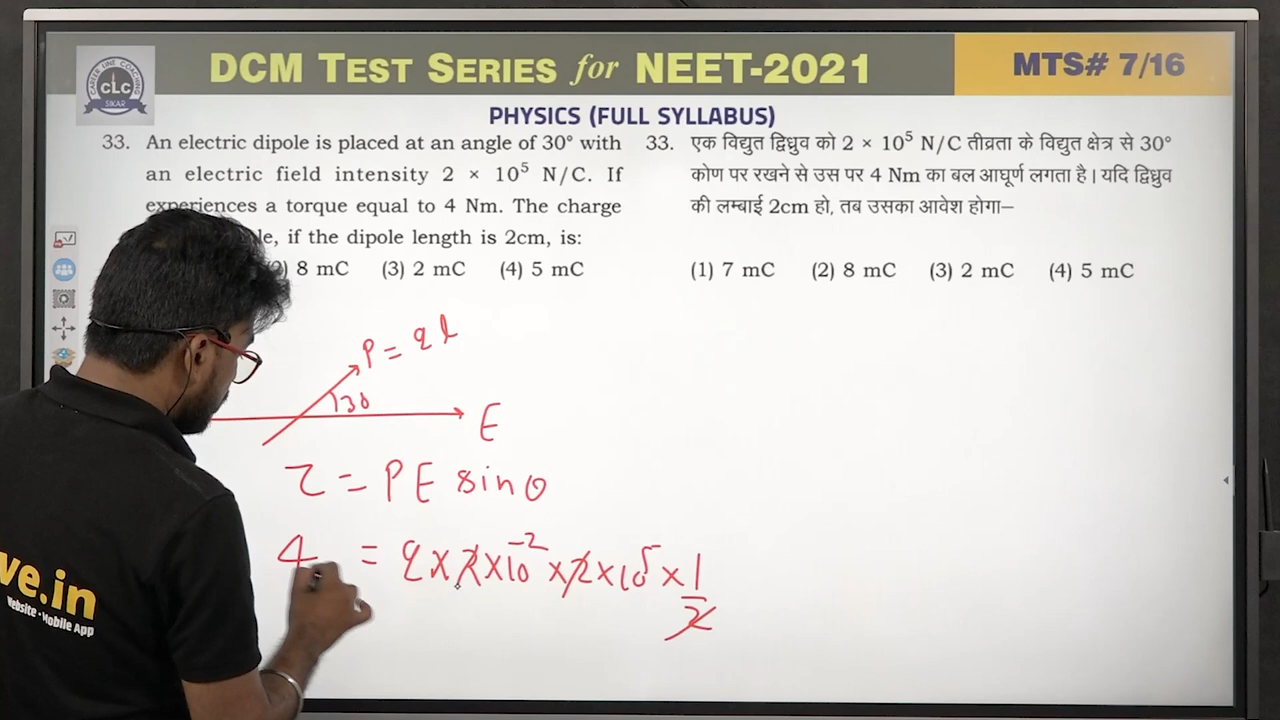 DCM TEST SERIES for NEET-2021
MTS# 7/16
CAREER LINE COACHING
CLC
SIKAR
PHYSICS (FULL SYLLABUS)
33. An electric dipole is placed at an angle of 30° with
an electric field intensity 2 × 10⁵ N/C. If
experiences a torque equal to 4 Nm. The charge
, if the dipole length is 2cm, is:
8 mC (3) 2 mC (4) 5 mC
33. एक विद्युत द्विध्रुव को 2 × 10⁵ N/C तीव्रता के विद्युत क्षेत्र से 30°
कोण पर रखने से उस पर 4 Nm का बल आघूर्ण लगता है। यदि द्विध्रुव
की लम्बाई 2cm हो, तब उसका आवेश होगा–
(1) 7 mC (2) 8 mC (3) 2 mC (4) 5 mC
P = q l
30
E
τ = P E sin θ
4 = q × 2 × 10⁻² × 2 × 10⁵ × 1/2
ve.in
Website • Mobile App